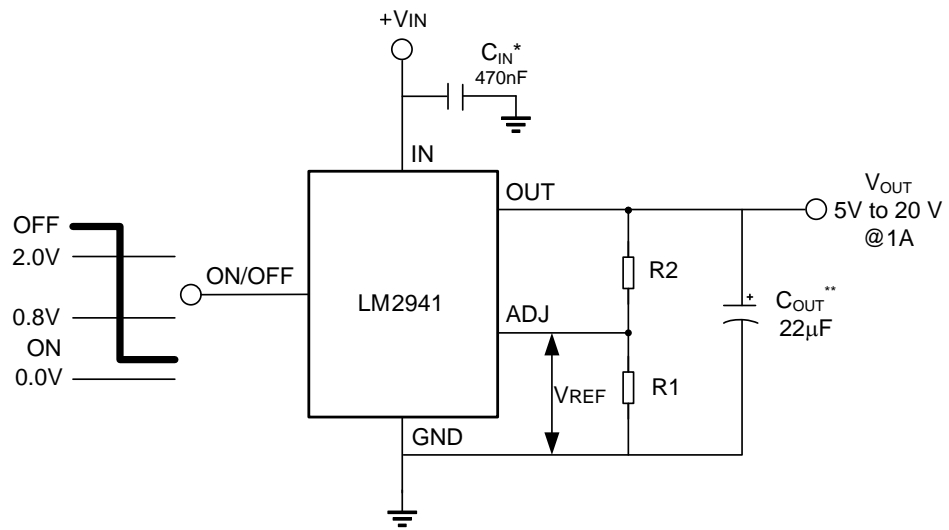 +VIN
CIN*
470nF
IN
OUT
VOUT
5V to 20 V
@1A
OFF
2.0V
ON/OFF
LM2941
R2
0.8V
ADJ
COUT**
22μF
ON
0.0V
VREF
R1
GND
+